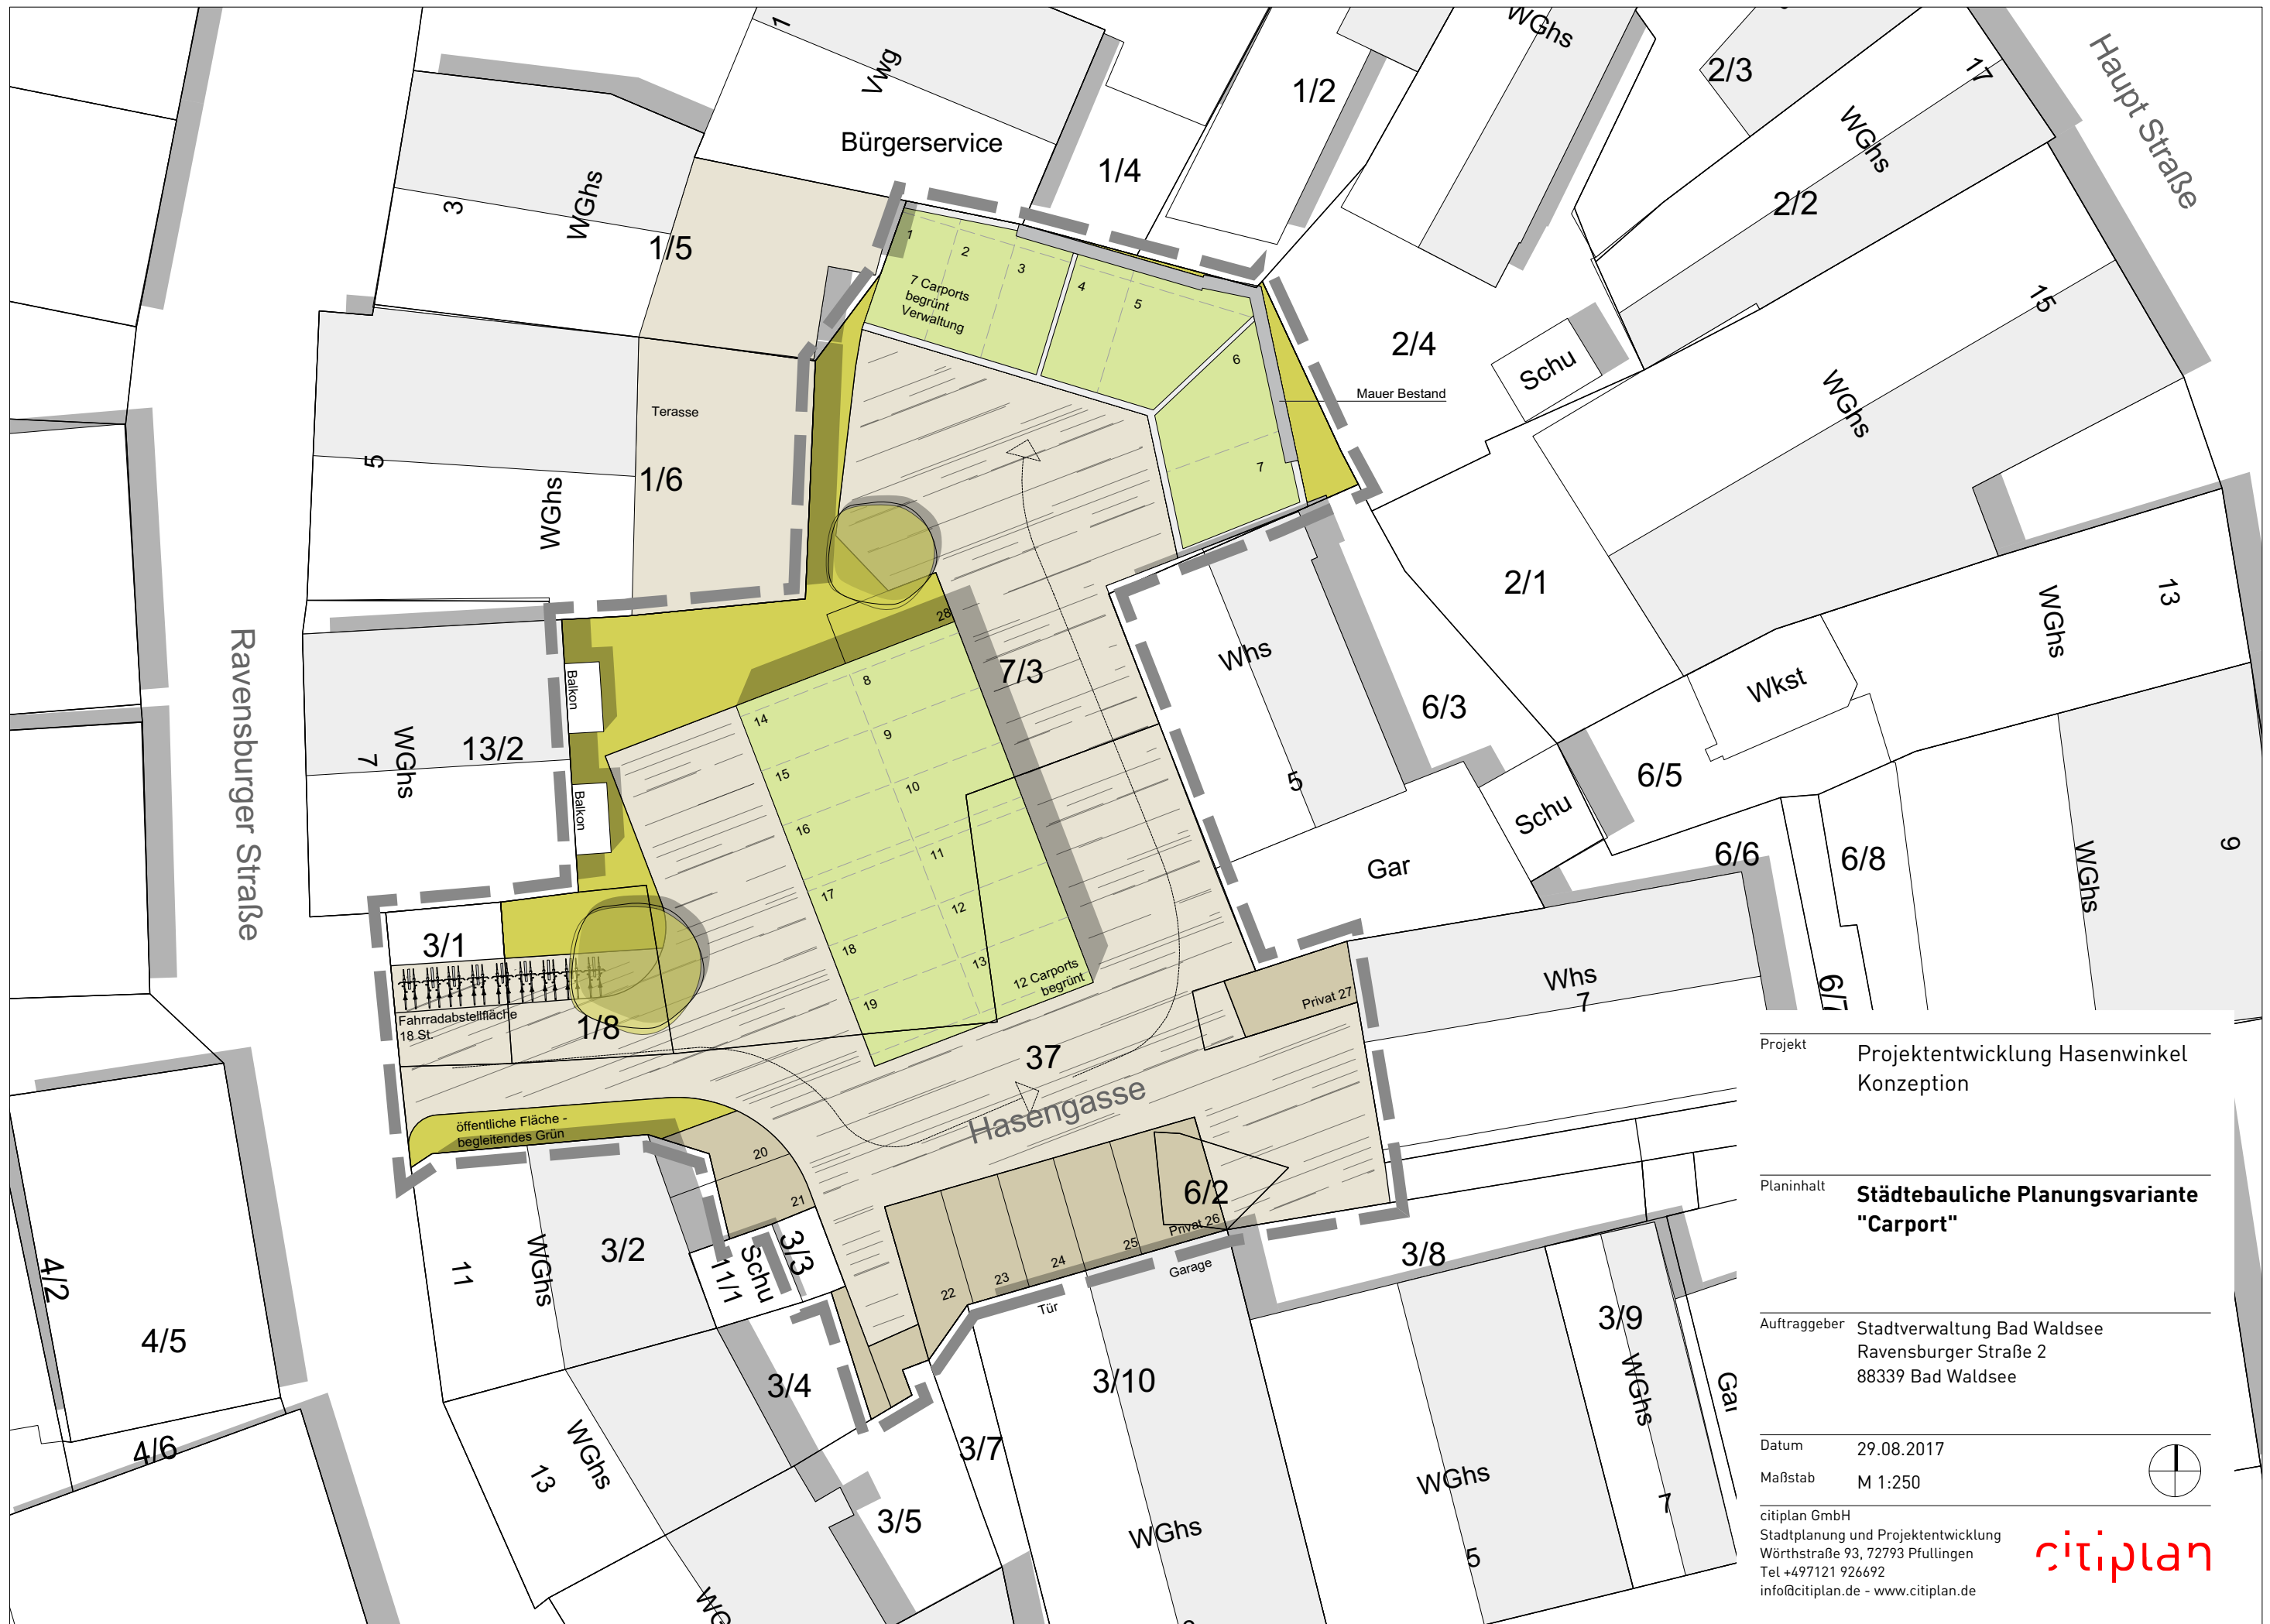 1
Vwg
WGhs
Bürgerservice
1/2
1/4
2/3
17
Haupt Straße
WGhs
2/2
3
WGhs
1/5
1
2
3
4
5
6
7
7 Carports
begrünt
Verwaltung
2/4
Schu
15
WGhs
Mauer Bestand
Terasse
5
1/6
WGhs
2/1
WGhs
13
Ravensburger Straße
Balkon
Balkon
7
WGhs
13/2
28
7/3
8
9
10
11
12
13
14
15
16
17
18
19
12 Carports
begrünt
Whs
5
6/3
Wkst
6/5
Schu
Gar
6/6
6/8
6/7
WGhs
9
3/1
Fahrradabstellfläche
18 St.
1/8
Privat 27
Whs
7
37
Hasengasse
öffentliche Fläche -
begleitendes Grün
20
21
22
23
24
25
Privat 26
6/2
Garage
Tür
3/8
11
WGhs
3/2
11/1
Schu
3/3
4/2
4/5
4/6
3/4
13
WGhs
3/5
3/7
3/10
WGhs
WGhs
5
3/9
WGhs
7
Projekt
Projektentwicklung Hasenwinkel
Konzeption
Planinhalt
Städtebauliche Planungsvariante
"Carport"
Auftraggeber
Stadtverwaltung Bad Waldsee
Ravensburger Straße 2
88339 Bad Waldsee
Datum
29.08.2017
Maßstab
M 1:250
citiplan GmbH
Stadtplanung und Projektentwicklung
Wörthstraße 93, 72793 Pfullingen
Tel +497121 926692
info@citiplan.de - www.citiplan.de
citiplan